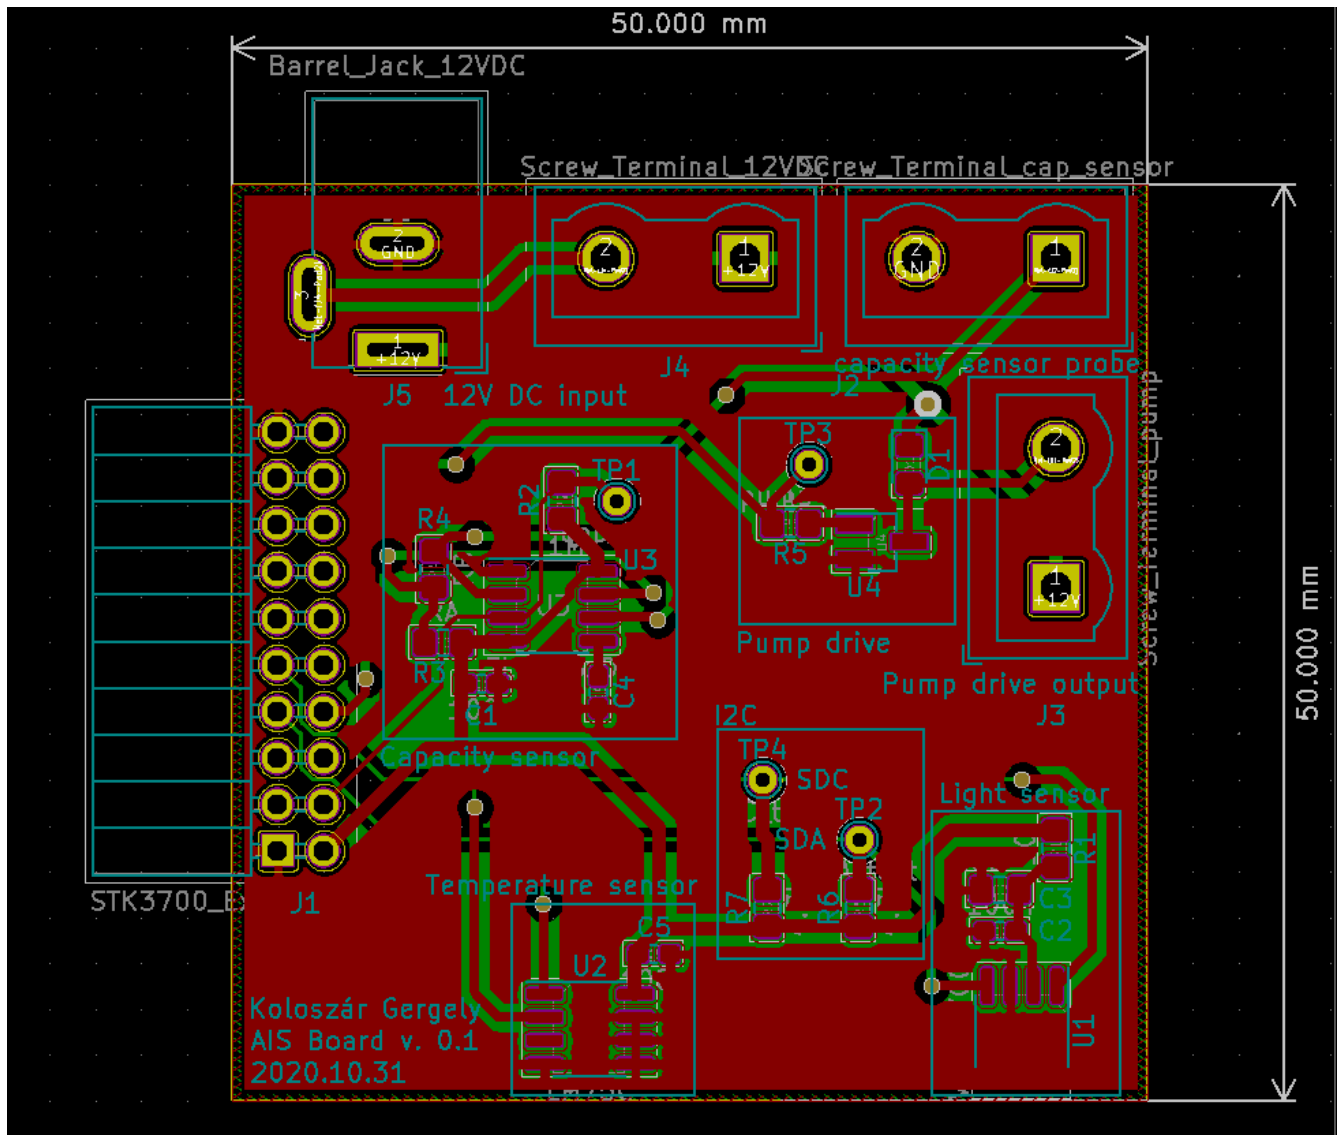 50.000 mm
Barrel_Jack_12VDC
Screw_Terminal_12VDC
Screw_Terminal_cap_sensor
2
GND
3
1
+12V
2
1
+12V
2
GND
1
J4
capacity sensor probe
J2
J5
12V DC input
Screw_Terminal_pump
2
1
+12V
TP3
D1
R5
U4
Pump drive
Pump drive output
J3
TP1
R2
R4
U3
R3
C1
C4
Capacity sensor
50.000 mm
I2C
TP4
SDC
TP2
SDA
R7
R6
Light sensor
R1
C3
C2
U1
STK3700_E
J1
Temperature sensor
C5
U2
Koloszár Gergely
AIS Board v. 0.1
2020.10.31